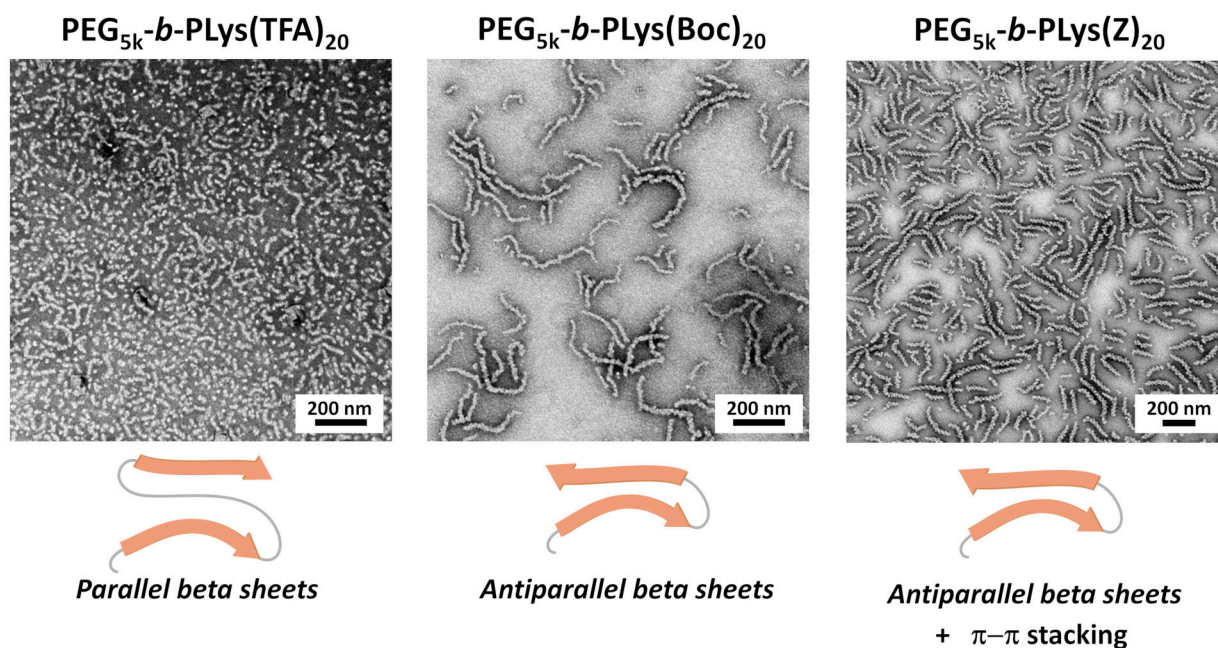 PEG5k-b-PLys(TFA)20
PEG5k-b-PLys(Boc)20
PEG5k-b-PLys(Z)20
200 nm
200 nm
200 nm
Parallel beta sheets
Antiparallel beta sheets
Antiparallel beta sheets
+ π−π stacking